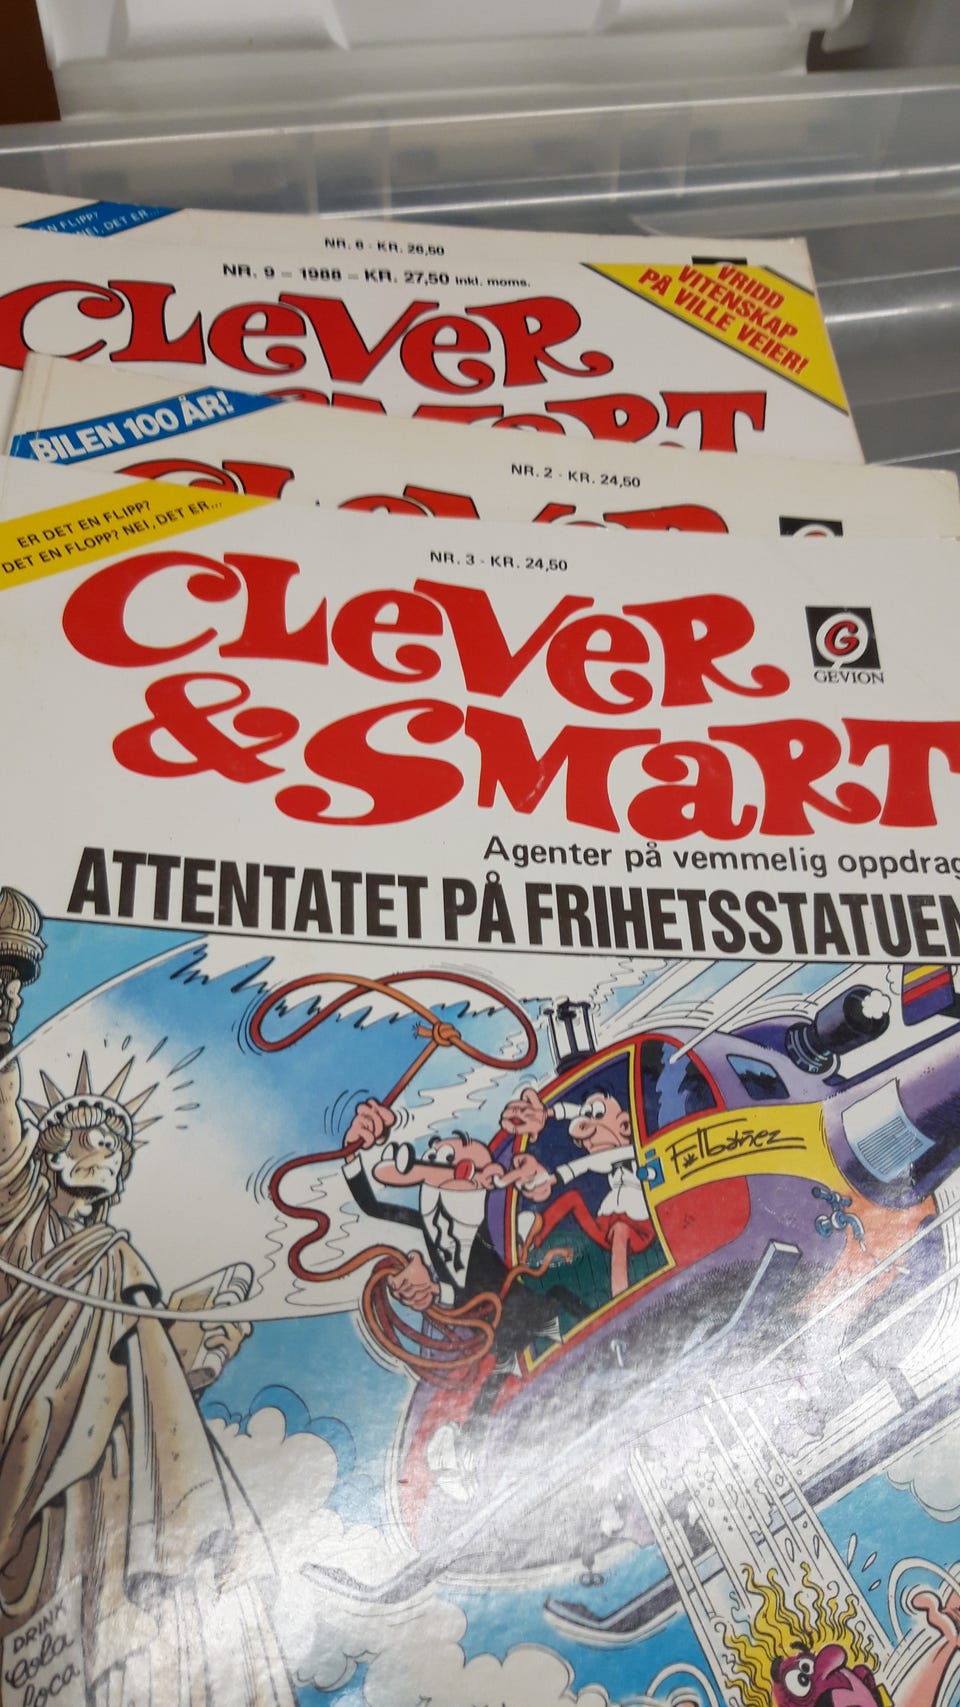 EN FLIPP?
NEI, DET ER...
NR. 6 - KR. 26,50
NR. 9 - 1988 - KR. 27,50 inkl. moms.
VRIDD
VITENSKAP
PÅ VILLE VEIER!
CLEVER
SMART
BILEN 100 ÅR!
NR. 2 - KR. 24,50
ER DET EN FLIPP?
DET EN FLOPP? NEI, DET ER...
NR. 3 - KR. 24,50
CLEVER
& SMART
G
GEVION
Agenter på vemmelig oppdrag
ATTENTATET PÅ FRIHETSSTATUEN
F. Ibañez
DRINK
Cola
loca